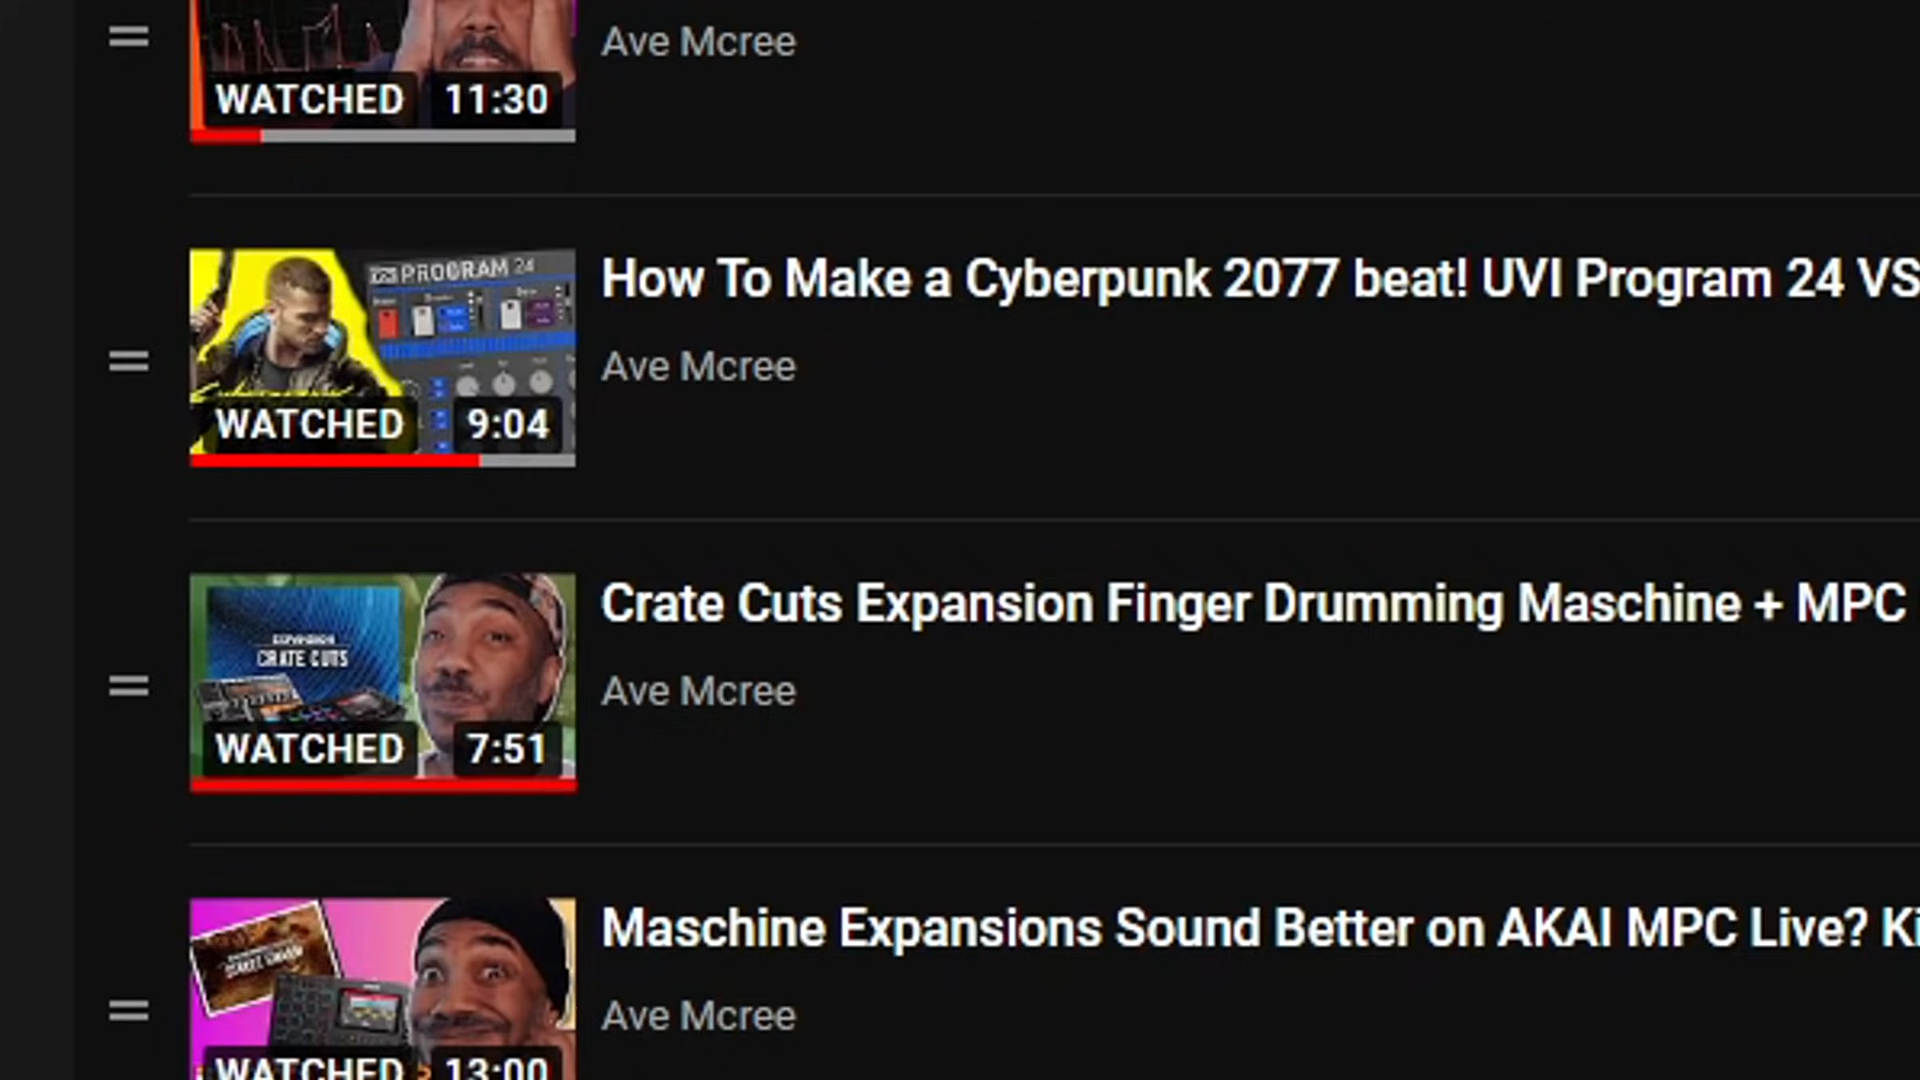 Ave Mcree
WATCHED 11:30
PROGRAM 24
How To Make a Cyberpunk 2077 beat! UVI Program 24 VS
Ave Mcree
WATCHED 9:04
EXPANSION
CRATE CUTS
Crate Cuts Expansion Finger Drumming Maschine + MPC
Ave Mcree
WATCHED 7:51
Maschine Expansions Sound Better on AKAI MPC Live? Ki
Ave Mcree
WATCHED 13:00